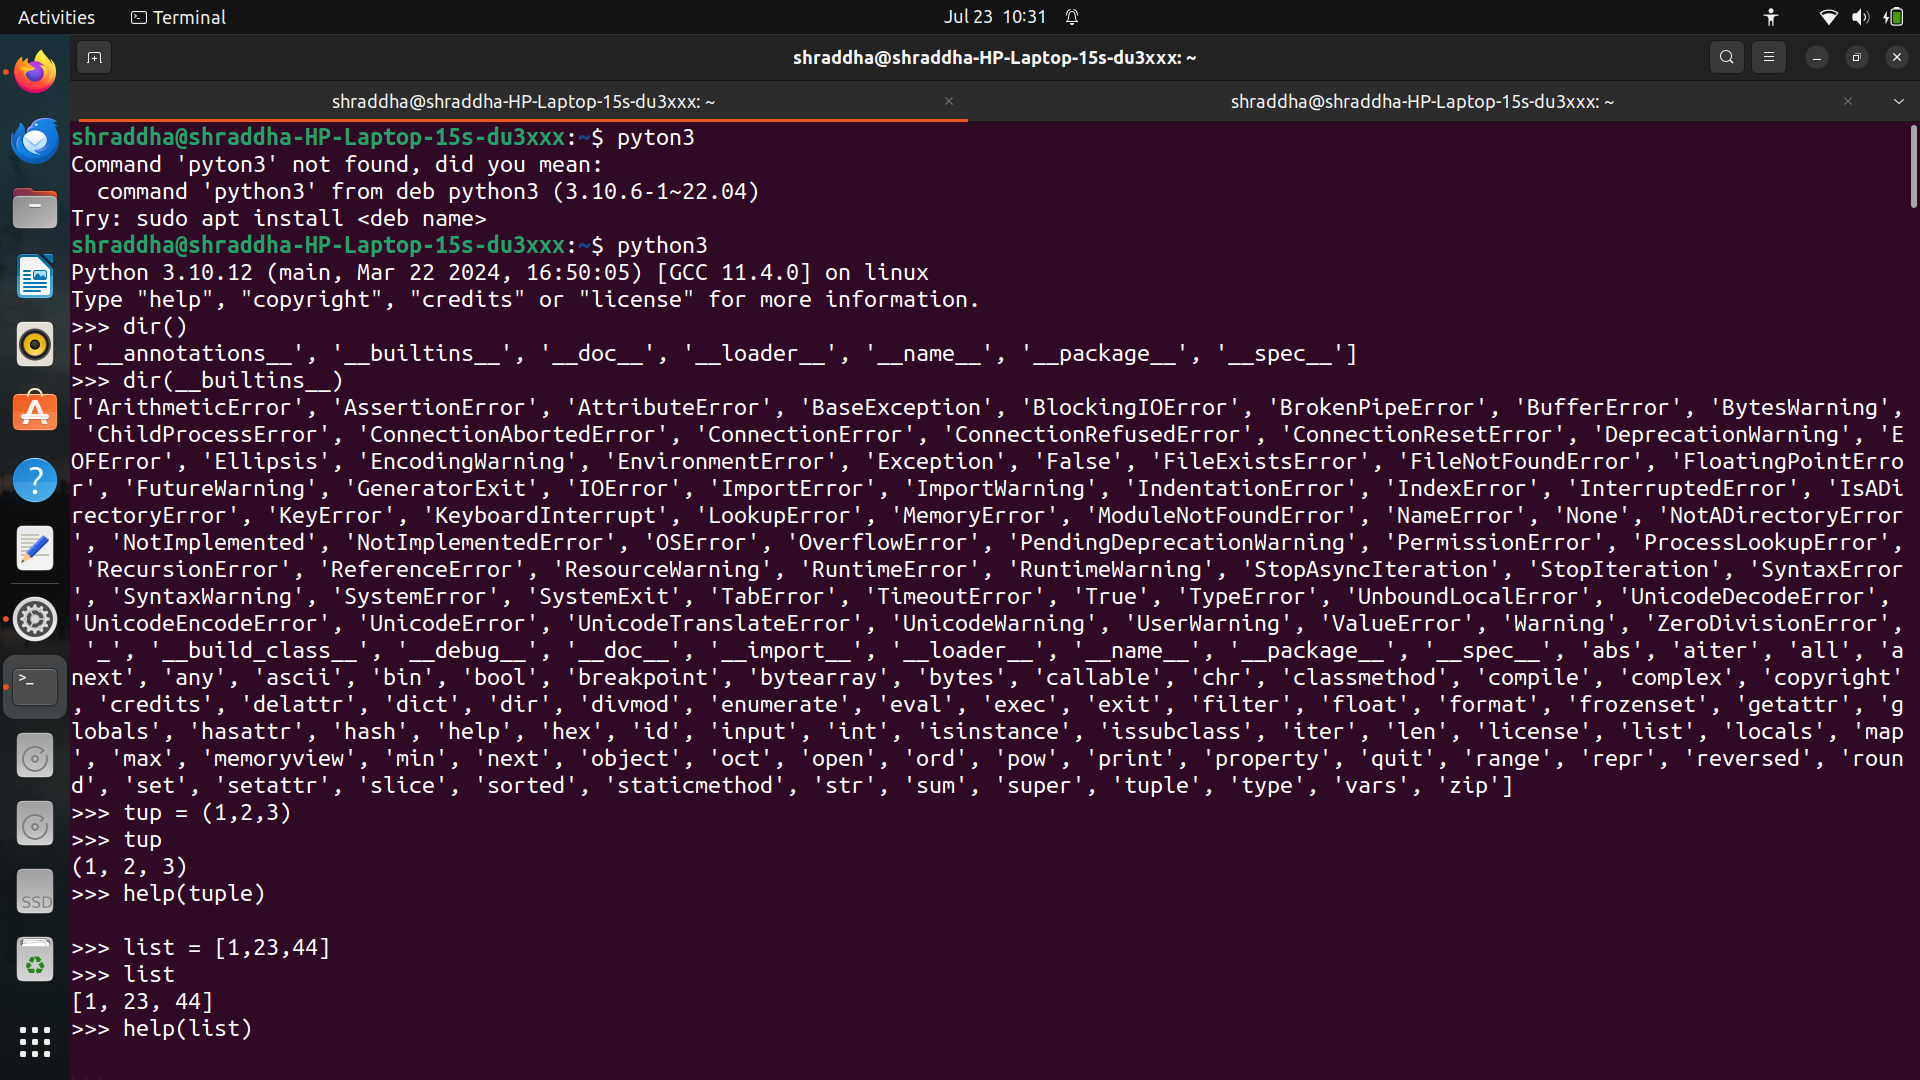 Activities
Terminal
Jul 23 10:31
shraddha@shraddha-HP-Laptop-15s-du3xxx: ~
shraddha@shraddha-HP-Laptop-15s-du3xxx: ~
shraddha@shraddha-HP-Laptop-15s-du3xxx: ~
shraddha@shraddha-HP-Laptop-15s-du3xxx:~$ pyton3
Command 'pyton3' not found, did you mean:
  command 'python3' from deb python3 (3.10.6-1~22.04)
Try: sudo apt install <deb name>
shraddha@shraddha-HP-Laptop-15s-du3xxx:~$ python3
Python 3.10.12 (main, Mar 22 2024, 16:50:05) [GCC 11.4.0] on linux
Type "help", "copyright", "credits" or "license" for more information.
>>> dir()
['__annotations__', '__builtins__', '__doc__', '__loader__', '__name__', '__package__', '__spec__']
>>> dir(__builtins__)
['ArithmeticError', 'AssertionError', 'AttributeError', 'BaseException', 'BlockingIOError', 'BrokenPipeError', 'BufferError', 'BytesWarning',
 'ChildProcessError', 'ConnectionAbortedError', 'ConnectionError', 'ConnectionRefusedError', 'ConnectionResetError', 'DeprecationWarning', 'E
OFError', 'Ellipsis', 'EncodingWarning', 'EnvironmentError', 'Exception', 'False', 'FileExistsError', 'FileNotFoundError', 'FloatingPointErro
r', 'FutureWarning', 'GeneratorExit', 'IOError', 'ImportError', 'ImportWarning', 'IndentationError', 'IndexError', 'InterruptedError', 'IsADi
rectoryError', 'KeyError', 'KeyboardInterrupt', 'LookupError', 'MemoryError', 'ModuleNotFoundError', 'NameError', 'None', 'NotADirectoryError
', 'NotImplemented', 'NotImplementedError', 'OSError', 'OverflowError', 'PendingDeprecationWarning', 'PermissionError', 'ProcessLookupError',
 'RecursionError', 'ReferenceError', 'ResourceWarning', 'RuntimeError', 'RuntimeWarning', 'StopAsyncIteration', 'StopIteration', 'SyntaxError
', 'SyntaxWarning', 'SystemError', 'SystemExit', 'TabError', 'TimeoutError', 'True', 'TypeError', 'UnboundLocalError', 'UnicodeDecodeError',
'UnicodeEncodeError', 'UnicodeError', 'UnicodeTranslateError', 'UnicodeWarning', 'UserWarning', 'ValueError', 'Warning', 'ZeroDivisionError',
 '_', '__build_class__', '__debug__', '__doc__', '__import__', '__loader__', '__name__', '__package__', '__spec__', 'abs', 'aiter', 'all', 'a
next', 'any', 'ascii', 'bin', 'bool', 'breakpoint', 'bytearray', 'bytes', 'callable', 'chr', 'classmethod', 'compile', 'complex', 'copyright'
, 'credits', 'delattr', 'dict', 'dir', 'divmod', 'enumerate', 'eval', 'exec', 'exit', 'filter', 'float', 'format', 'frozenset', 'getattr', 'g
lobals', 'hasattr', 'hash', 'help', 'hex', 'id', 'input', 'int', 'isinstance', 'issubclass', 'iter', 'len', 'license', 'list', 'locals', 'map
', 'max', 'memoryview', 'min', 'next', 'object', 'oct', 'open', 'ord', 'pow', 'print', 'property', 'quit', 'range', 'repr', 'reversed', 'roun
d', 'set', 'setattr', 'slice', 'sorted', 'staticmethod', 'str', 'sum', 'super', 'tuple', 'type', 'vars', 'zip']
>>> tup = (1,2,3)
>>> tup
(1, 2, 3)
>>> help(tuple)
SSD
>>> list = [1,23,44]
>>> list
[1, 23, 44]
>>> help(list)